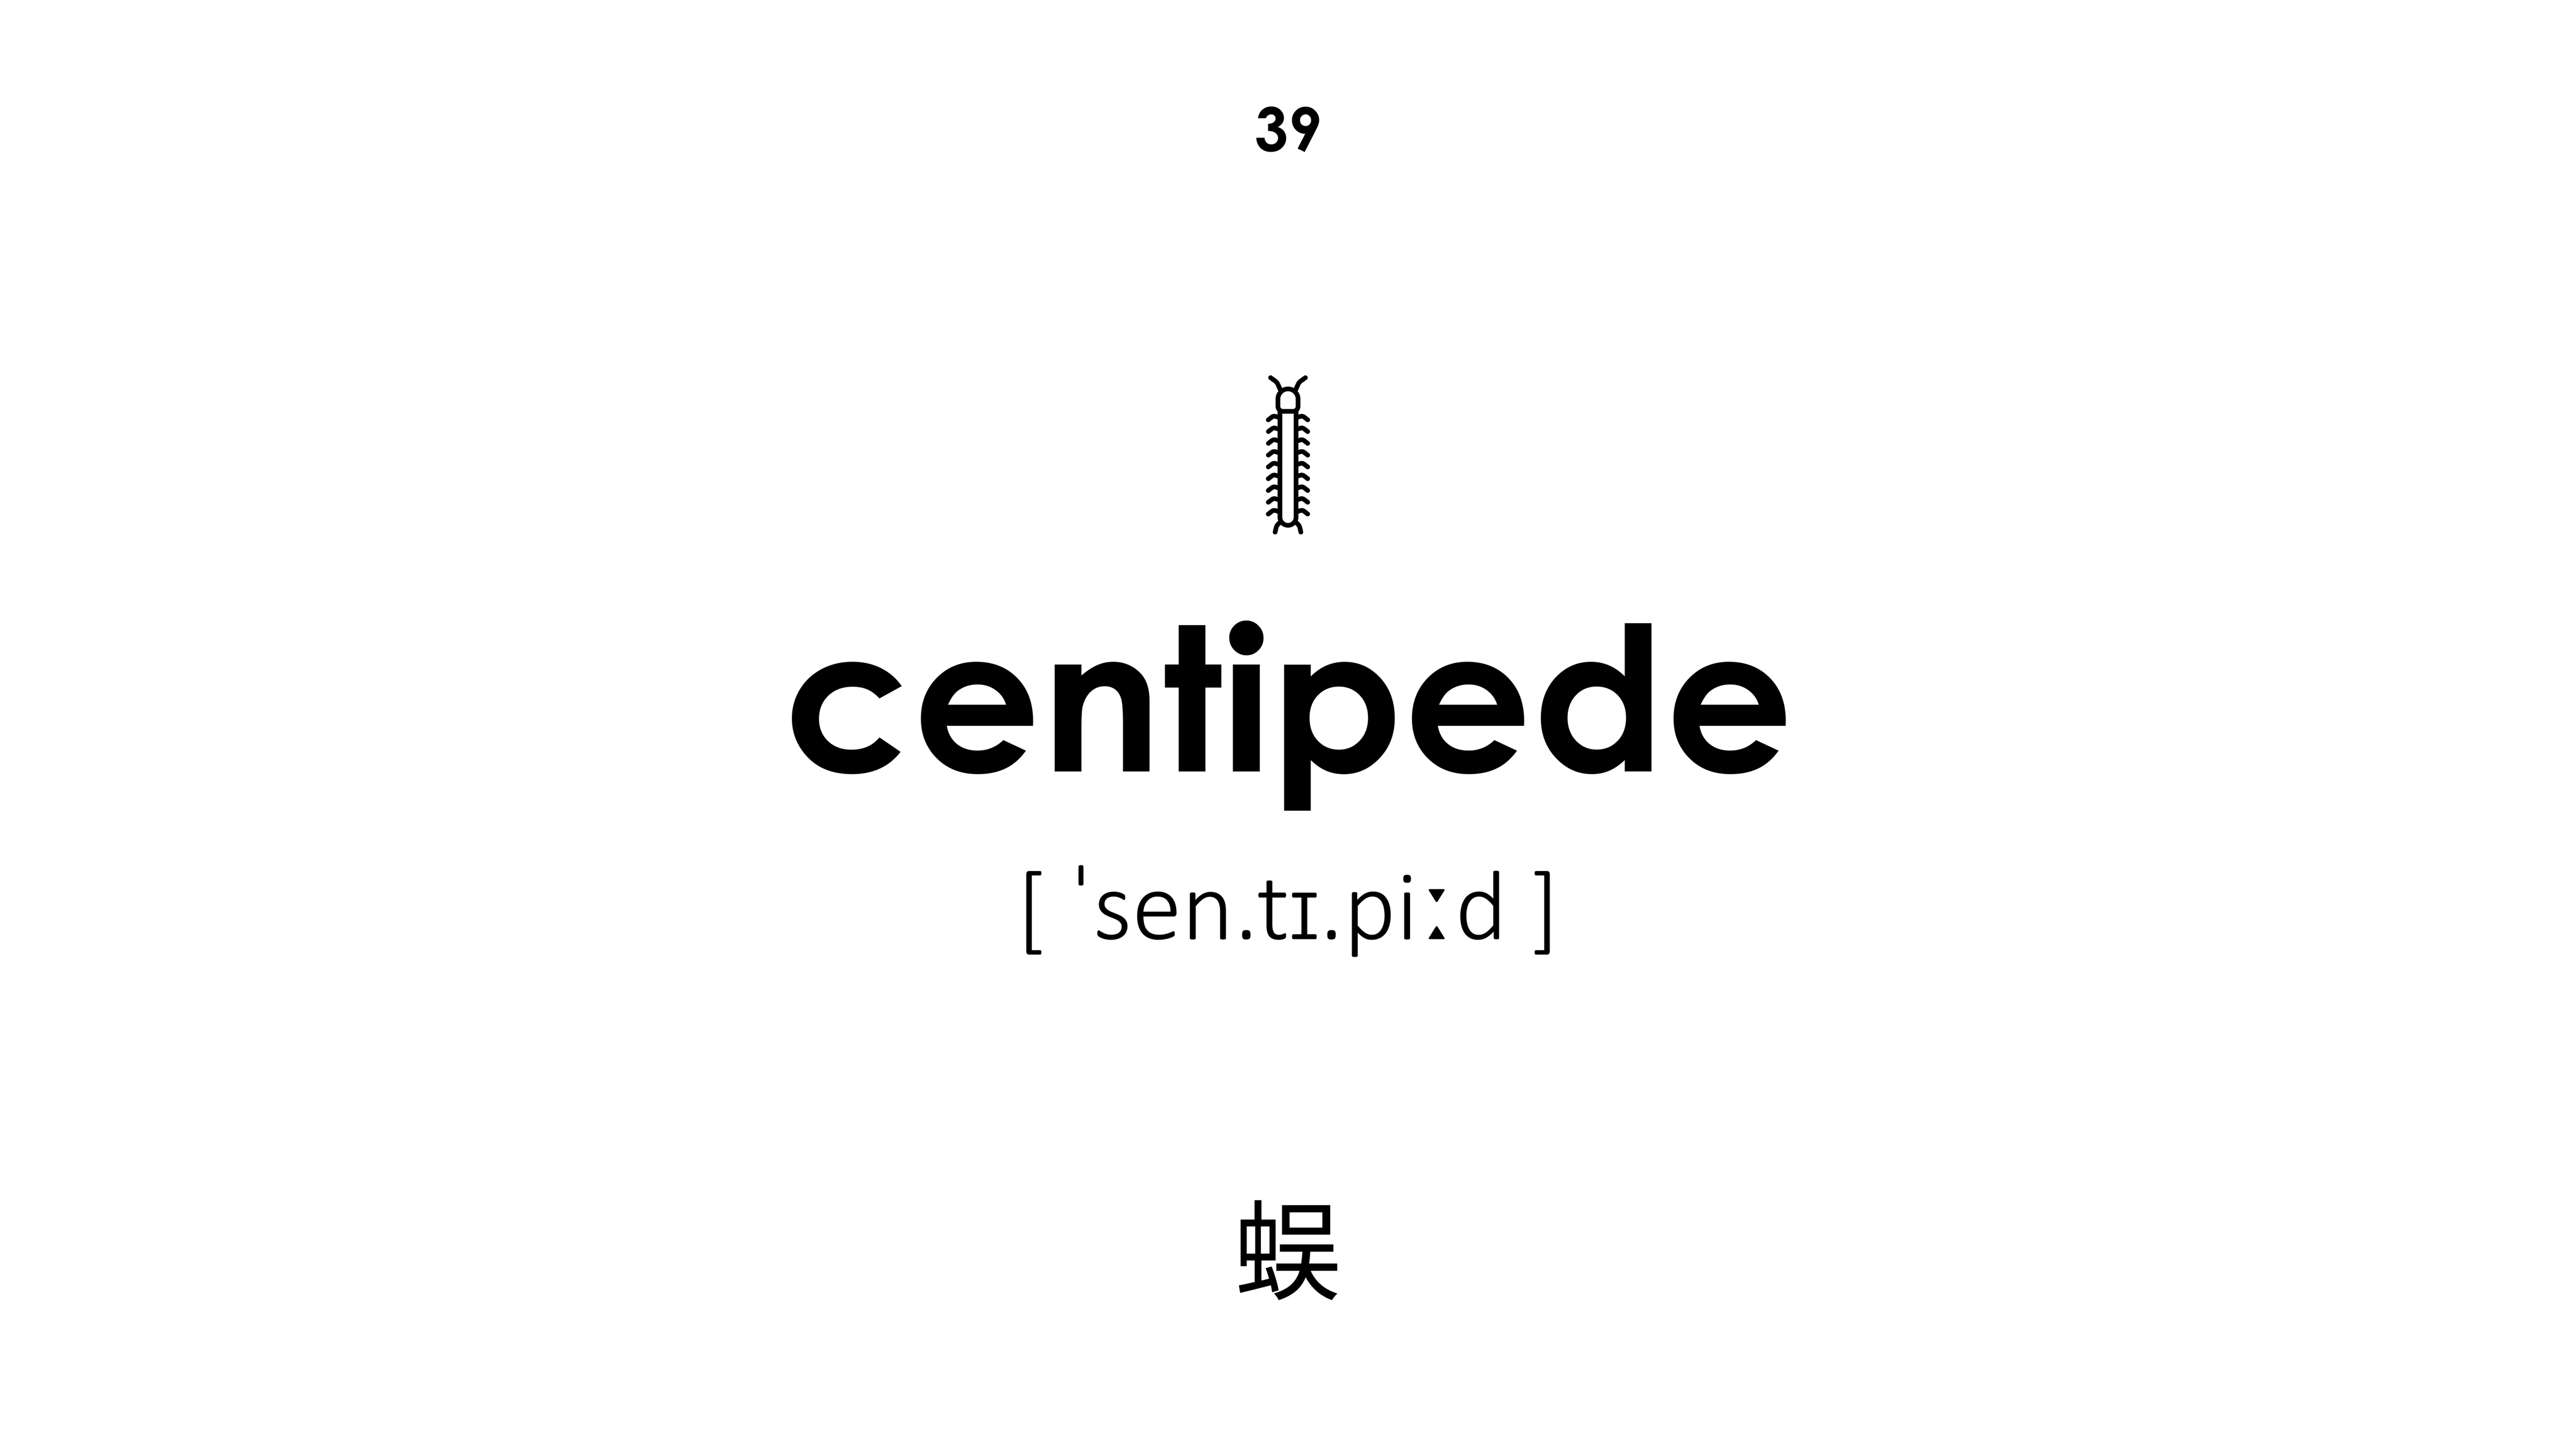 39
centipede
[ ˈsen.tɪ.piːd ]
蜈